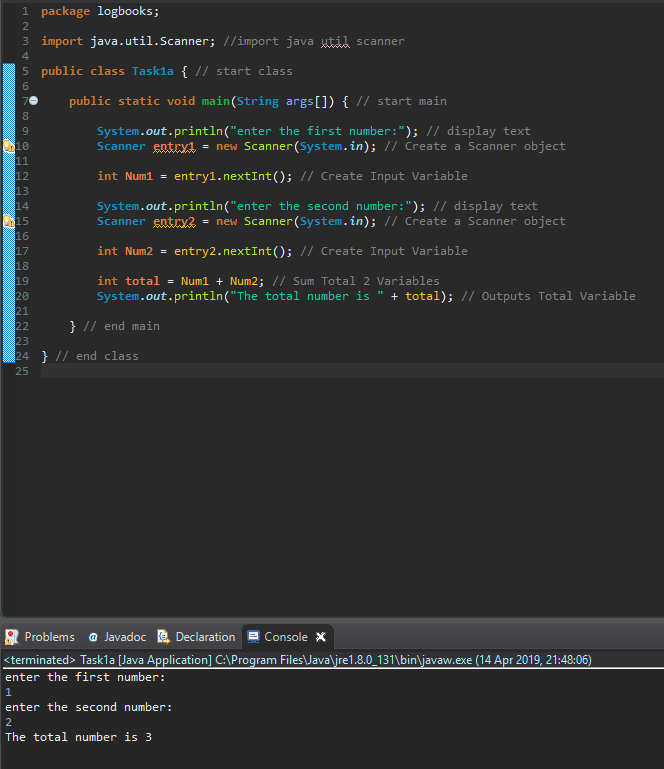 1 package logbooks;
2
3 import java.util.Scanner; //import java util scanner
4
5 public class Task1a { // start class
6
7 public static void main(String args[]) { // start main
8
9 System.out.println("enter the first number:"); // display text
10 Scanner entry1 = new Scanner(System.in); // Create a Scanner object
11
12 int Num1 = entry1.nextInt(); // Create Input Variable
13
14 System.out.println("enter the second number:"); // display text
15 Scanner entry2 = new Scanner(System.in); // Create a Scanner object
16
17 int Num2 = entry2.nextInt(); // Create Input Variable
18
19 int total = Num1 + Num2; // Sum Total 2 Variables
20 System.out.println("The total number is " + total); // Outputs Total Variable
21
22 } // end main
23
24 } // end class
25
Problems @ Javadoc Declaration Console
<terminated> Task1a [Java Application] C:\Program Files\Java\jre1.8.0_131\bin\javaw.exe (14 Apr 2019, 21:48:06)
enter the first number:
1
enter the second number:
2
The total number is 3